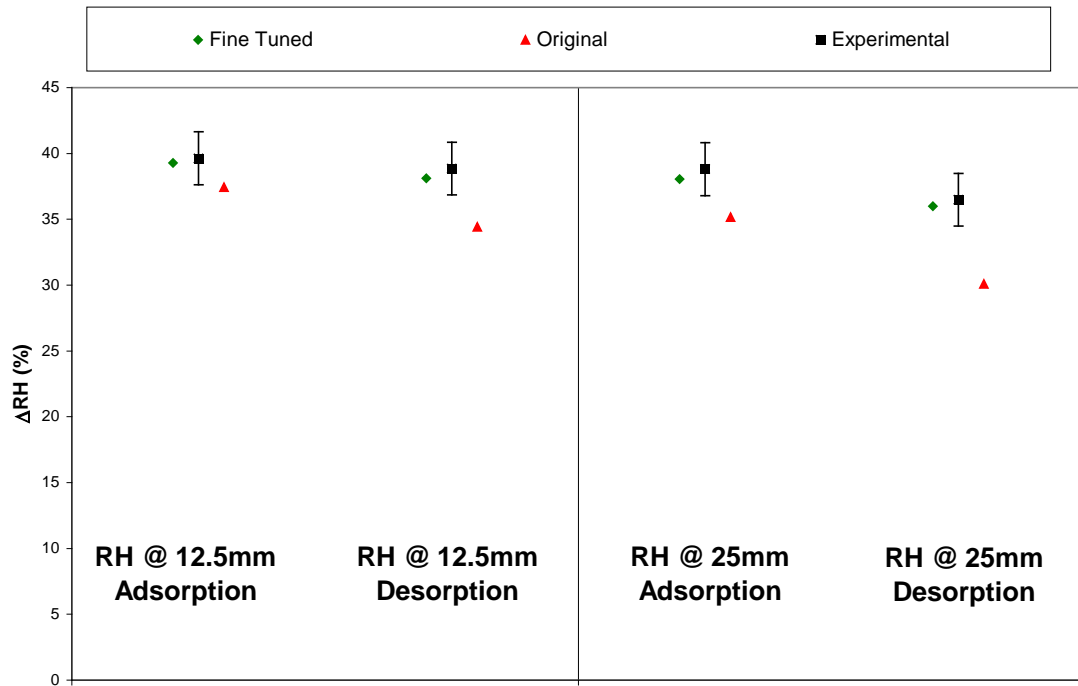 Fine Tuned Original Experimental
45
40
35
30
25
20
15
10
5
0
ΔRH (%)
RH @ 12.5mm
Adsorption
RH @ 12.5mm
Desorption
RH @ 25mm
Adsorption
RH @ 25mm
Desorption